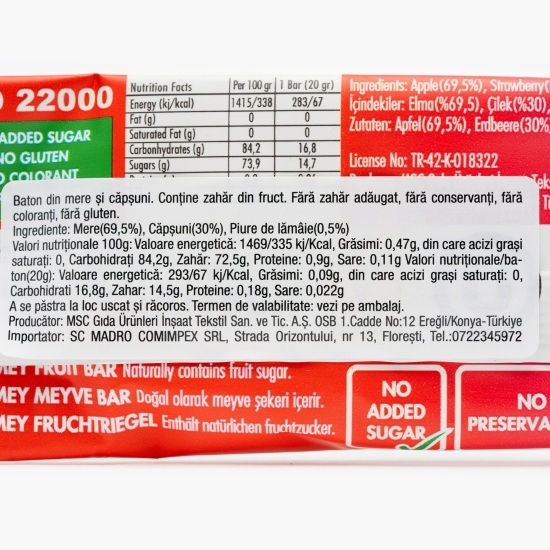 22000
ADDED SUGAR
NO GLUTEN
COLORANT
Nutrition Facts Per 100 gr 1 Bar (20 gr)
Energy (kj/kcal) 1415/338 283/67
Fat (g) 0 0
Saturated Fat (g) 0 0
Carbonhydrates (g) 84,2 16,8
Sugars (g) 73,9 14,7
Ingredients: Apple(69,5%), Strawberry(
İçindekiler: Elma(%69,5), Çilek(%30),
Zutaten: Apfel(69,5%), Erdbeere(30%
License No: TR-42-K-018322
Baton din mere și căpșuni. Conține zahăr din fruct. Fără zahăr adăugat, fără conservanți, fără
coloranți, fără gluten.
Ingrediente: Mere(69,5%), Căpșuni(30%), Piure de lămâie(0,5%)
Valori nutriționale 100g: Valoare energetică: 1469/335 kj/Kcal, Grăsimi: 0,47g, din care acizi grași
saturați: 0, Carbohidrați 84,2g, Zahăr: 72,5g, Proteine: 0,9g, Sare: 0,11g Valori nutriționale/ba-
ton(20g): Valoare energetică: 293/67 kj/Kcal, Grăsimi: 0,09g, din care acizi grași saturați: 0,
Carbohidrati 16,8g, Zahar: 14,5g, Proteine: 0,18g, Sare: 0,022g
A se păstra la loc uscat și răcoros. Termen de valabilitate: vezi pe ambalaj.
Producător: MSC Gıda Ürünleri İnşaat Tekstil San. ve Tic. A.Ş. OSB 1.Cadde No:12 Ereğli/Konya-Türkiye
Importator: SC MADRO COMIMPEX SRL, Strada Orizontului, nr 13, Florești, Tel.:0722345972
MEY FRUIT BAR Naturally contains fruit sugar.
MEY MEYVE BAR Doğal olarak meyve şekeri içerir.
MEY FRUCHTRIEGEL Enthält natürlichen fruchtzucker.
NO
ADDED
SUGAR
NO
PRESERVA